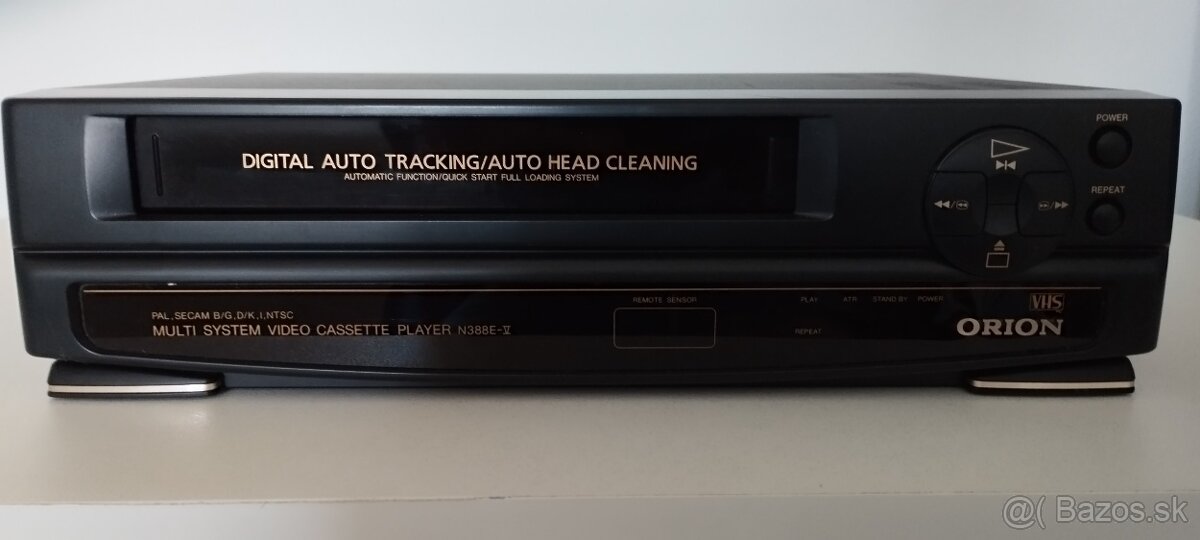 DIGITAL AUTO TRACKING/AUTO HEAD CLEANING
AUTOMATIC FUNCTION/QUICK START FULL LOADING SYSTEM
POWER
REPEAT
PAL, SECAM B/G, D/K, I, NTSC
MULTI SYSTEM VIDEO CASSETTE PLAYER N388E-V
REMOTE SENSOR
PLAY ATR STAND BY POWER
REPEAT
VHS
ORION
@( Bazos.sk